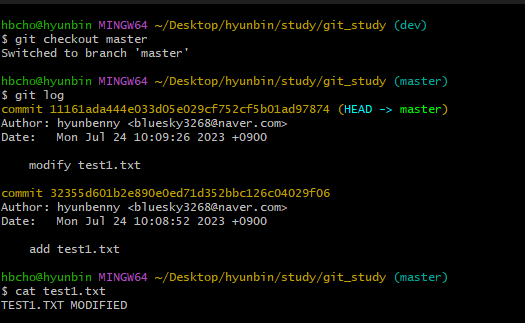 hbcho@hyunbin MINGW64 ~/Desktop/hyunbin/study/git_study (dev)
$ git checkout master
Switched to branch 'master'
hbcho@hyunbin MINGW64 ~/Desktop/hyunbin/study/git_study (master)
$ git log
commit 11161ada444e033d05e029cf752cf5b01ad97874 (HEAD -> master)
Author: hyunbenny <bluesky3268@naver.com>
Date:   Mon Jul 24 10:09:26 2023 +0900
modify test1.txt
commit 32355d601b2e890e0ed71d352bbc126c04029f06
Author: hyunbenny <bluesky3268@naver.com>
Date:   Mon Jul 24 10:08:52 2023 +0900
add test1.txt
hbcho@hyunbin MINGW64 ~/Desktop/hyunbin/study/git_study (master)
$ cat test1.txt
TEST1.TXT MODIFIED